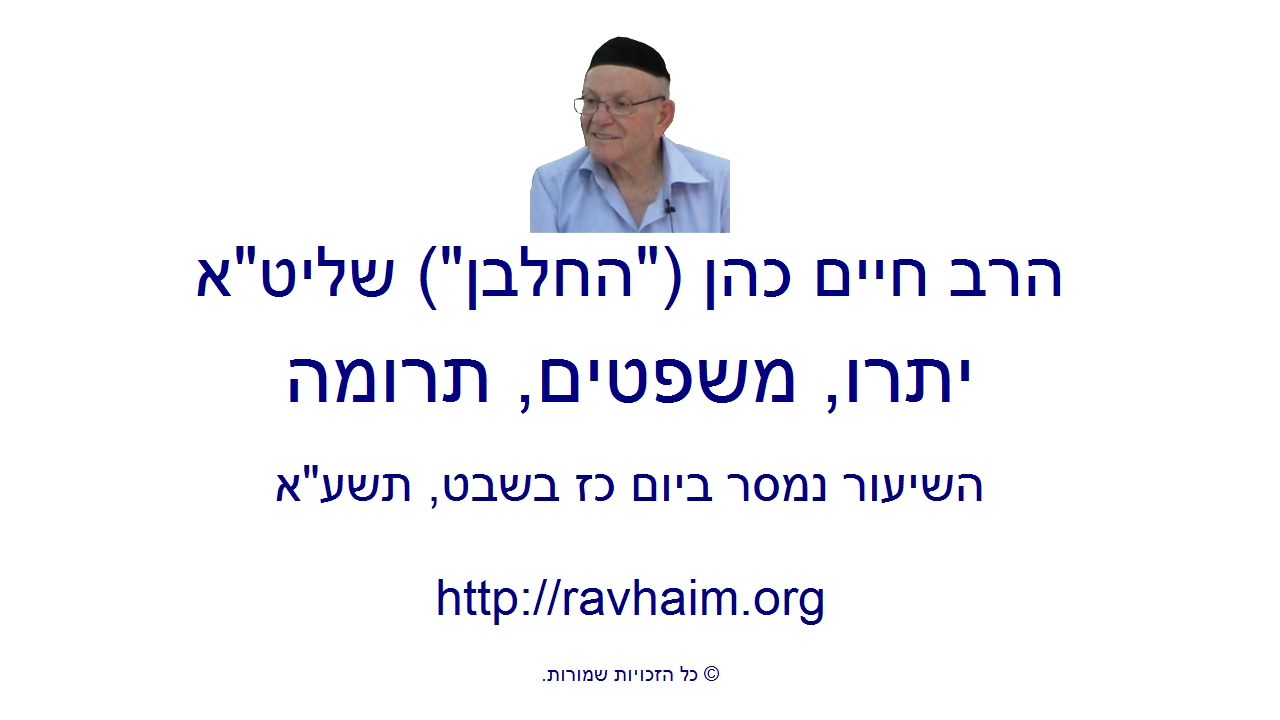 הרב חיים כהן ("החלבן") שליט"א
יתרו, משפטים, תרומה
השיעור נמסר ביום כז בשבט, תשע"א
http://ravhaim.org
© כל הזכויות שמורות.